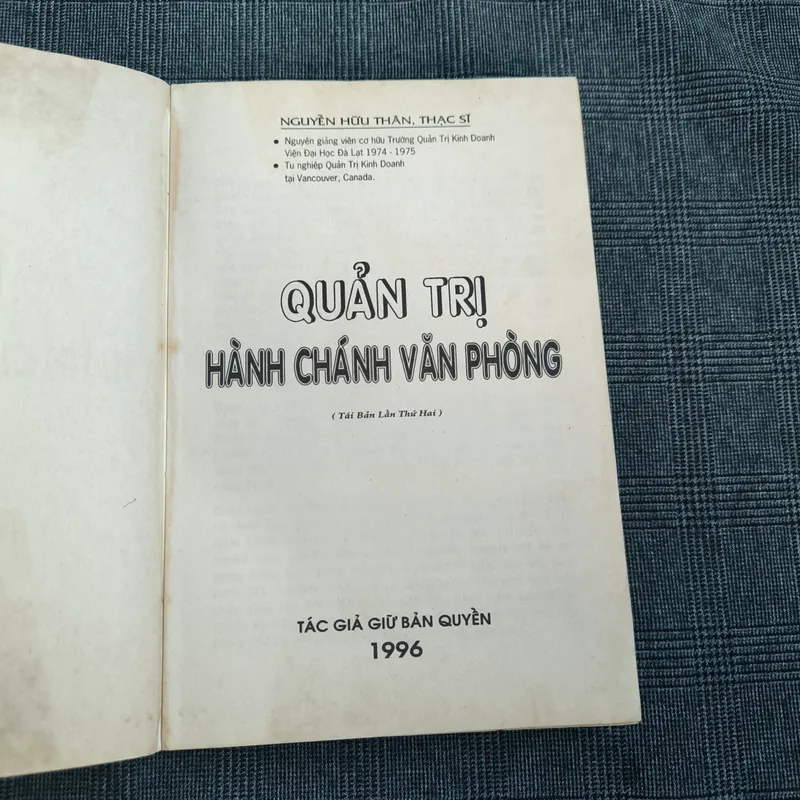 NGUYỄN HỮU THÂN, THẠC SĨ
• Nguyên giảng viên cơ hữu Trường Quản Trị Kinh Doanh
Viện Đại Học Đà Lạt 1974 - 1975
• Tu nghiệp Quản Trị Kinh Doanh
tại Vancouver, Canada.
QUẢN TRỊ
HÀNH CHÁNH VĂN PHÒNG
( Tái Bản Lần Thứ Hai )
TÁC GIẢ GIỮ BẢN QUYỀN
1996